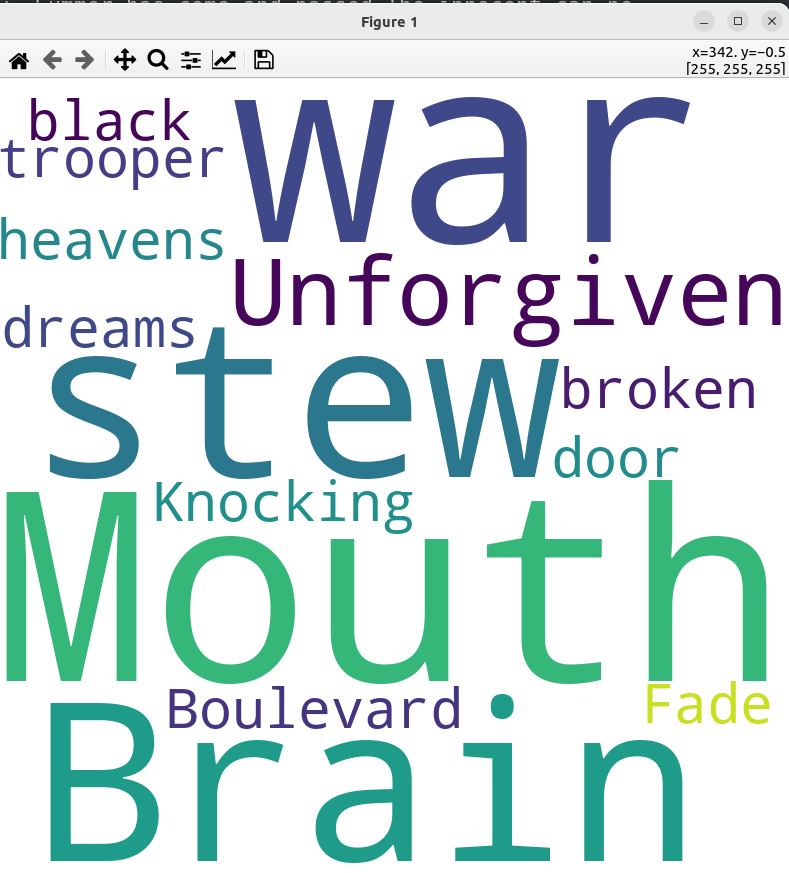 Figure 1
x=342. y=−0.5
[255, 255, 255]
black
war
trooper
heavens
Unforgiven
dreams
stew
broken
door
Knocking
Mouth
Boulevard
Fade
Brain